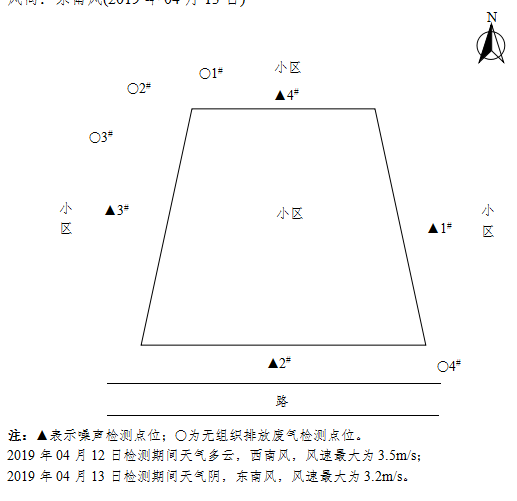 风向：东南风(2019 年 04 月 13 日)
N
○1#
小区
○2#
▲4#
○3#
小区
▲3#
小区
▲1#
小区
▲2#
○4#
路
注：▲表示噪声检测点位；○为无组织排放废气检测点位。
2019 年 04 月 12 日检测期间天气多云，西南风，风速最大为 3.5m/s；
2019 年 04 月 13 日检测期间天气阴，东南风，风速最大为 3.2m/s。